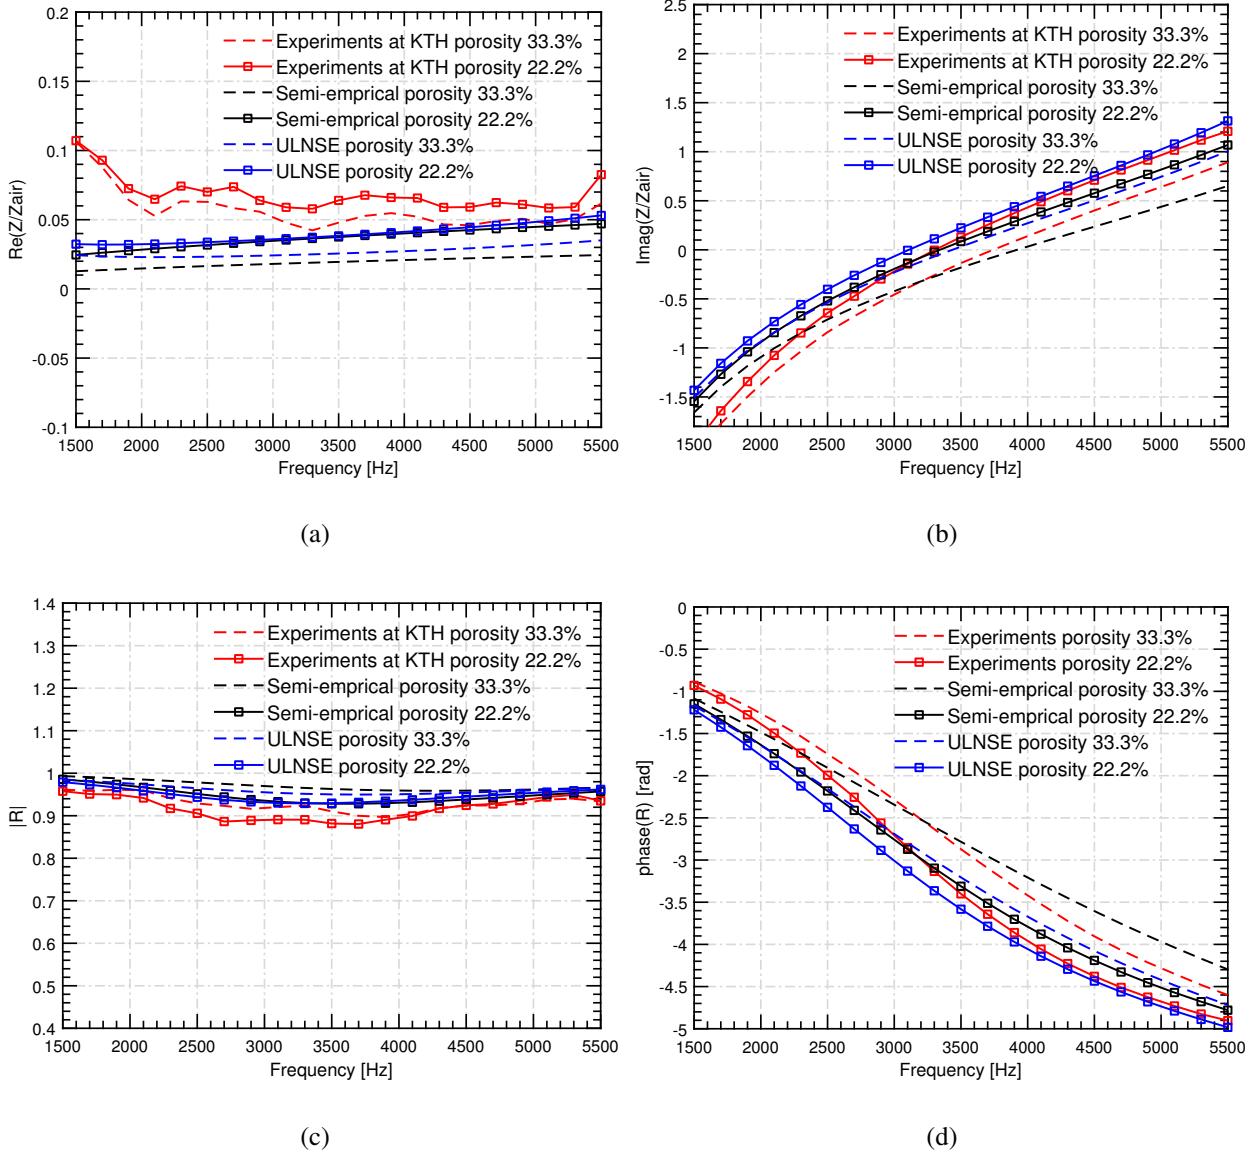 Experiments at KTH porosity 33.3%
Experiments at KTH porosity 22.2%
Semi-emprical porosity 33.3%
Semi-emprical porosity 22.2%
ULNSE porosity 33.3%
ULNSE porosity 22.2%
0.2
0.15
0.1
0.05
0
-0.05
-0.1
Re(Z/Zair)
1500 2000 2500 3000 3500 4000 4500 5000 5500
Frequency [Hz]
(a)
Experiments at KTH porosity 33.3%
Experiments at KTH porosity 22.2%
Semi-emprical porosity 33.3%
Semi-emprical porosity 22.2%
ULNSE porosity 33.3%
ULNSE porosity 22.2%
2.5
2
1.5
1
0.5
0
-0.5
-1
-1.5
Imag(Z/Zair)
1500 2000 2500 3000 3500 4000 4500 5000 5500
Frequency [Hz]
(b)
Experiments at KTH porosity 33.3%
Experiments at KTH porosity 22.2%
Semi-emprical porosity 33.3%
Semi-emprical porosity 22.2%
ULNSE porosity 33.3%
ULNSE porosity 22.2%
1.4
1.3
1.2
1.1
1
0.9
0.8
0.7
0.6
0.5
0.4
|R|
1500 2000 2500 3000 3500 4000 4500 5000 5500
Frequency [Hz]
(c)
Experiments porosity 33.3%
Experiments porosity 22.2%
Semi-emprical porosity 33.3%
Semi-emprical porosity 22.2%
ULNSE porosity 33.3%
ULNSE porosity 22.2%
0
-0.5
-1
-1.5
-2
-2.5
-3
-3.5
-4
-4.5
-5
phase(R) [rad]
1500 2000 2500 3000 3500 4000 4500 5000 5500
Frequency [Hz]
(d)